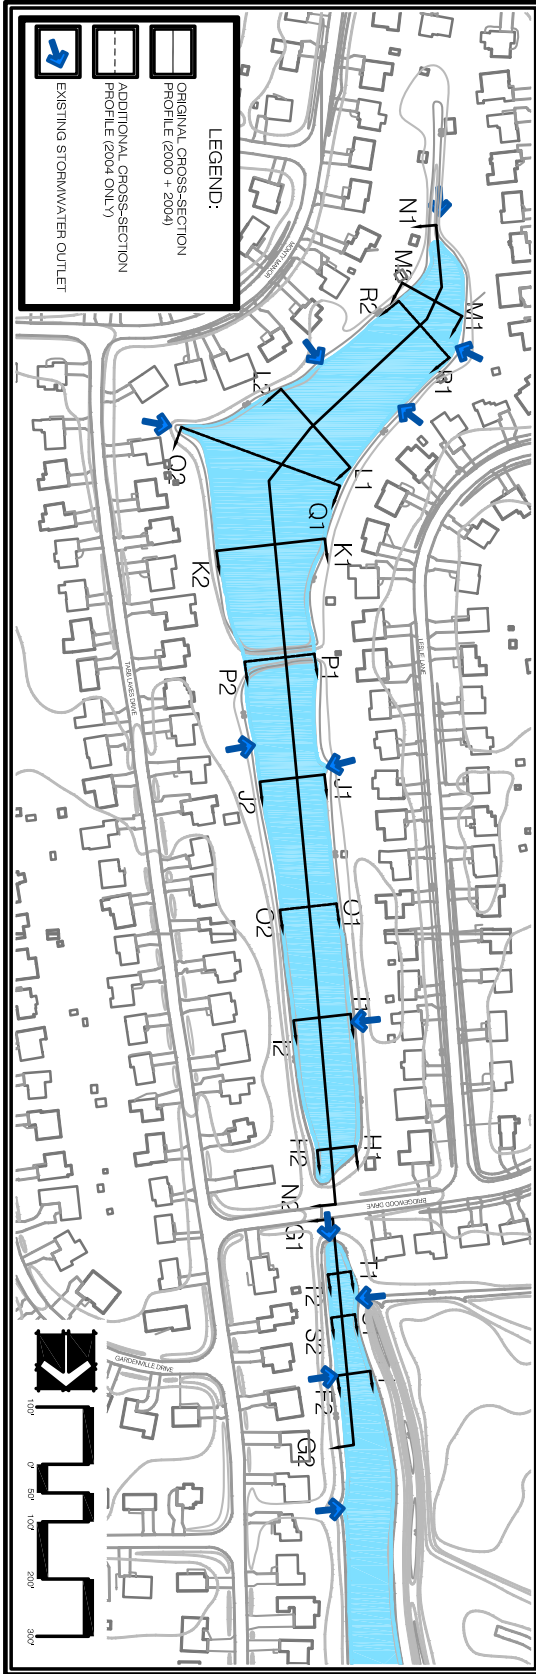 LEGEND:
ORIGINAL CROSS-SECTION
PROFILE (2000 + 2004)
ADDITIONAL CROSS-SECTION
PROFILE (2004 ONLY)
EXISTING STORMWATER OUTLET
N1
M2
M1
R2
R1
MONTY MANOR
L2
L1
Q2
Q1
K1
K2
LESLIE LANE
TABB LAKES DRIVE
P1
P2
J1
J2
O1
O2
I1
I2
H1
H2
BRIDGEWOOD DRIVE
N2
G1
T1
T2
S2
F2
G2
GARDENVILLE DRIVE
100'
0'
50'
100'
200'
300'